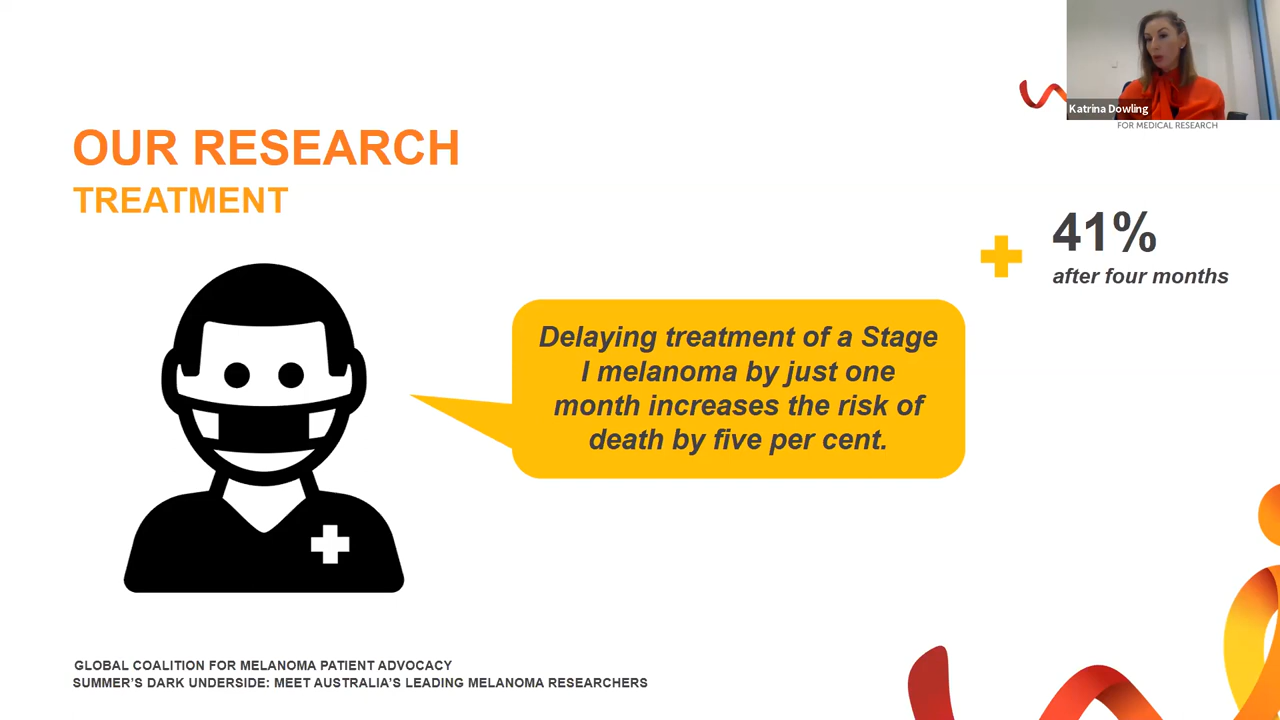 Katrina Dowling
FOR MEDICAL RESEARCH
OUR RESEARCH
TREATMENT
41%
after four months
Delaying treatment of a Stage
I melanoma by just one
month increases the risk of
death by five per cent.
GLOBAL COALITION FOR MELANOMA PATIENT ADVOCACY
SUMMER'S DARK UNDERSIDE: MEET AUSTRALIA'S LEADING MELANOMA RESEARCHERS